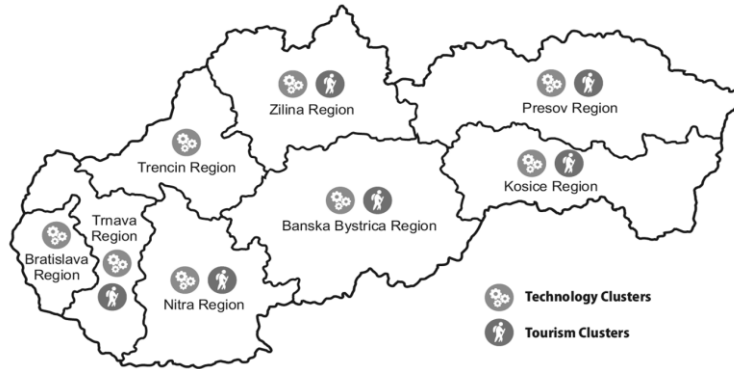 Zilina Region
Presov Region
Trencin Region
Kosice Region
Trnava
Region
Banska Bystrica Region
Bratislava
Region
Nitra Region
Technology Clusters
Tourism Clusters